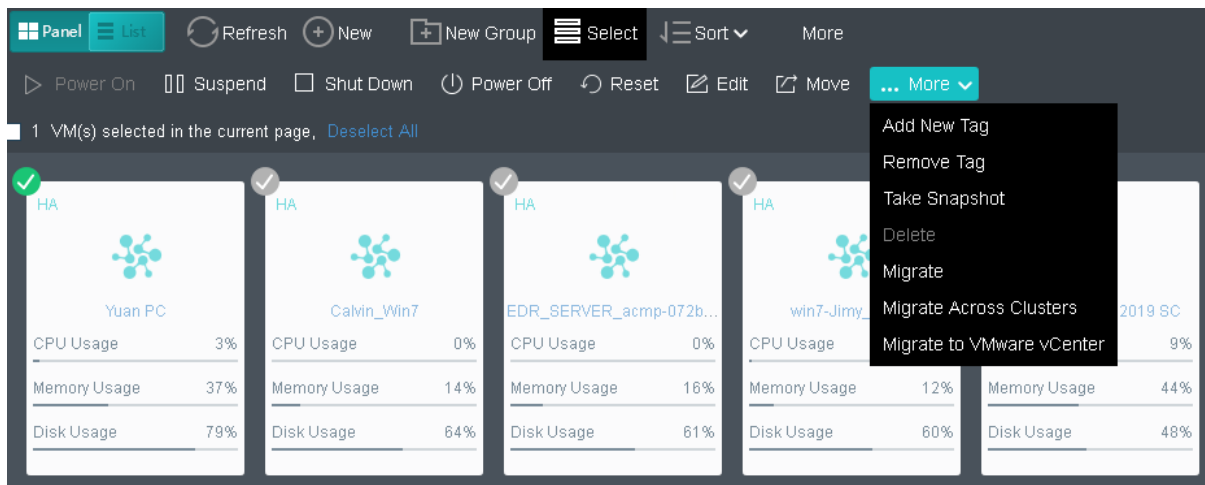 Panel List Refresh New New Group Select Sort More
Power On Suspend Shut Down Power Off Reset Edit Move ... More
1 VM(s) selected in the current page, Deselect All
Add New Tag
Remove Tag
Take Snapshot
Delete
Migrate
Migrate Across Clusters
Migrate to VMware vCenter
HA
Yuan PC
CPU Usage 3%
Memory Usage 37%
Disk Usage 79%
HA
Calvin_Win7
CPU Usage 0%
Memory Usage 14%
Disk Usage 64%
HA
EDR_SERVER_acmp-072b...
CPU Usage 0%
Memory Usage 16%
Disk Usage 61%
HA
win7-Jimy_
CPU Usage
Memory Usage 12%
Disk Usage 60%
2019 SC
9%
Memory Usage 44%
Disk Usage 48%